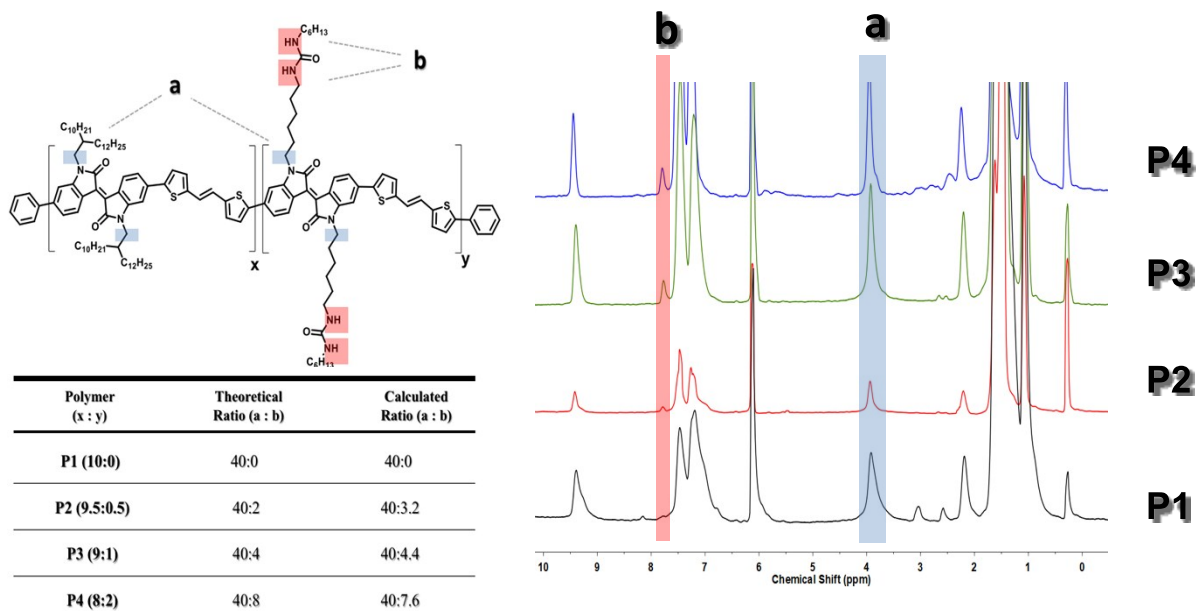 C6H13
HN
O
HN
b
a
C10H21
C12H25
N
O
S
S
O
N
C10H21
C12H25
x
N
O
S
S
O
N
y
NH
O
NH
C6H13
Polymer
(x : y)
Theoretical
Ratio (a : b)
Calculated
Ratio (a : b)
P1 (10:0) 40:0 40:0
P2 (9.5:0.5) 40:2 40:3.2
P3 (9:1) 40:4 40:4.4
P4 (8:2) 40:8 40:7.6
b a
P4
P3
P2
P1
10 9 8 7 6 5 4 3 2 1 0
Chemical Shift (ppm)